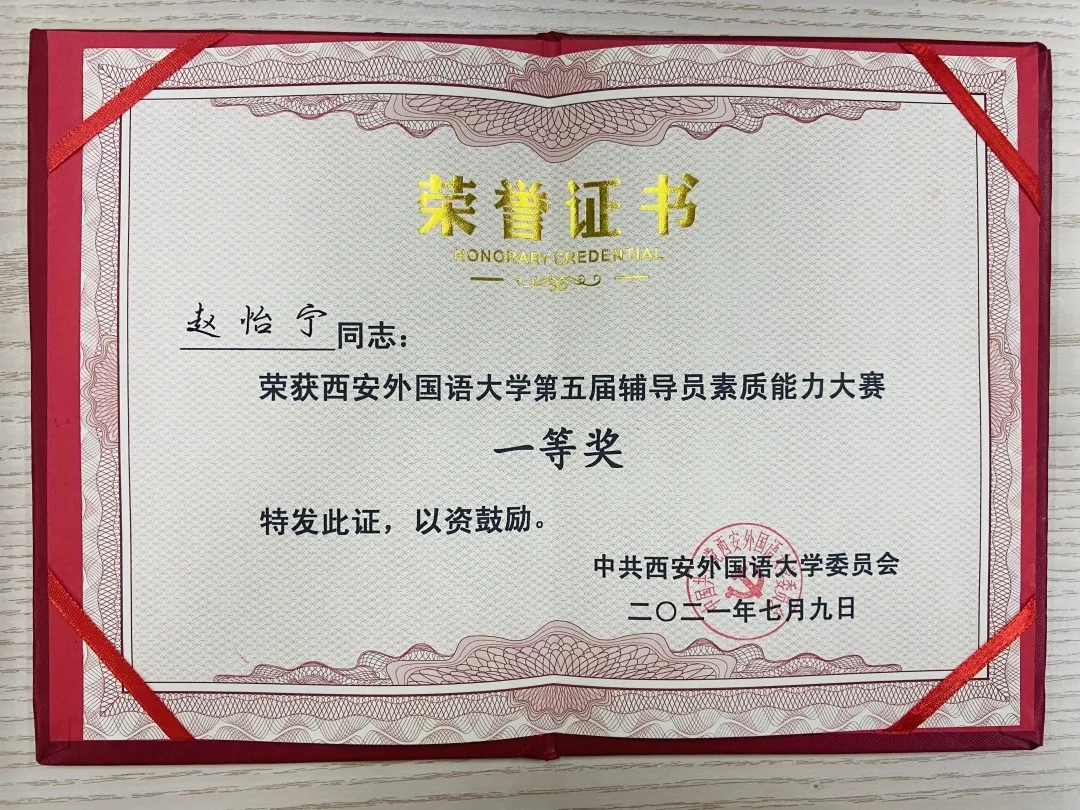 荣誉证书
HONORARY CREDENTIAL
赵怡宁同志：
荣获西安外国语大学第五届辅导员素质能力大赛
一等奖
特发此证，以资鼓励。
中共西安外国语大学委员会
二〇二一年七月九日